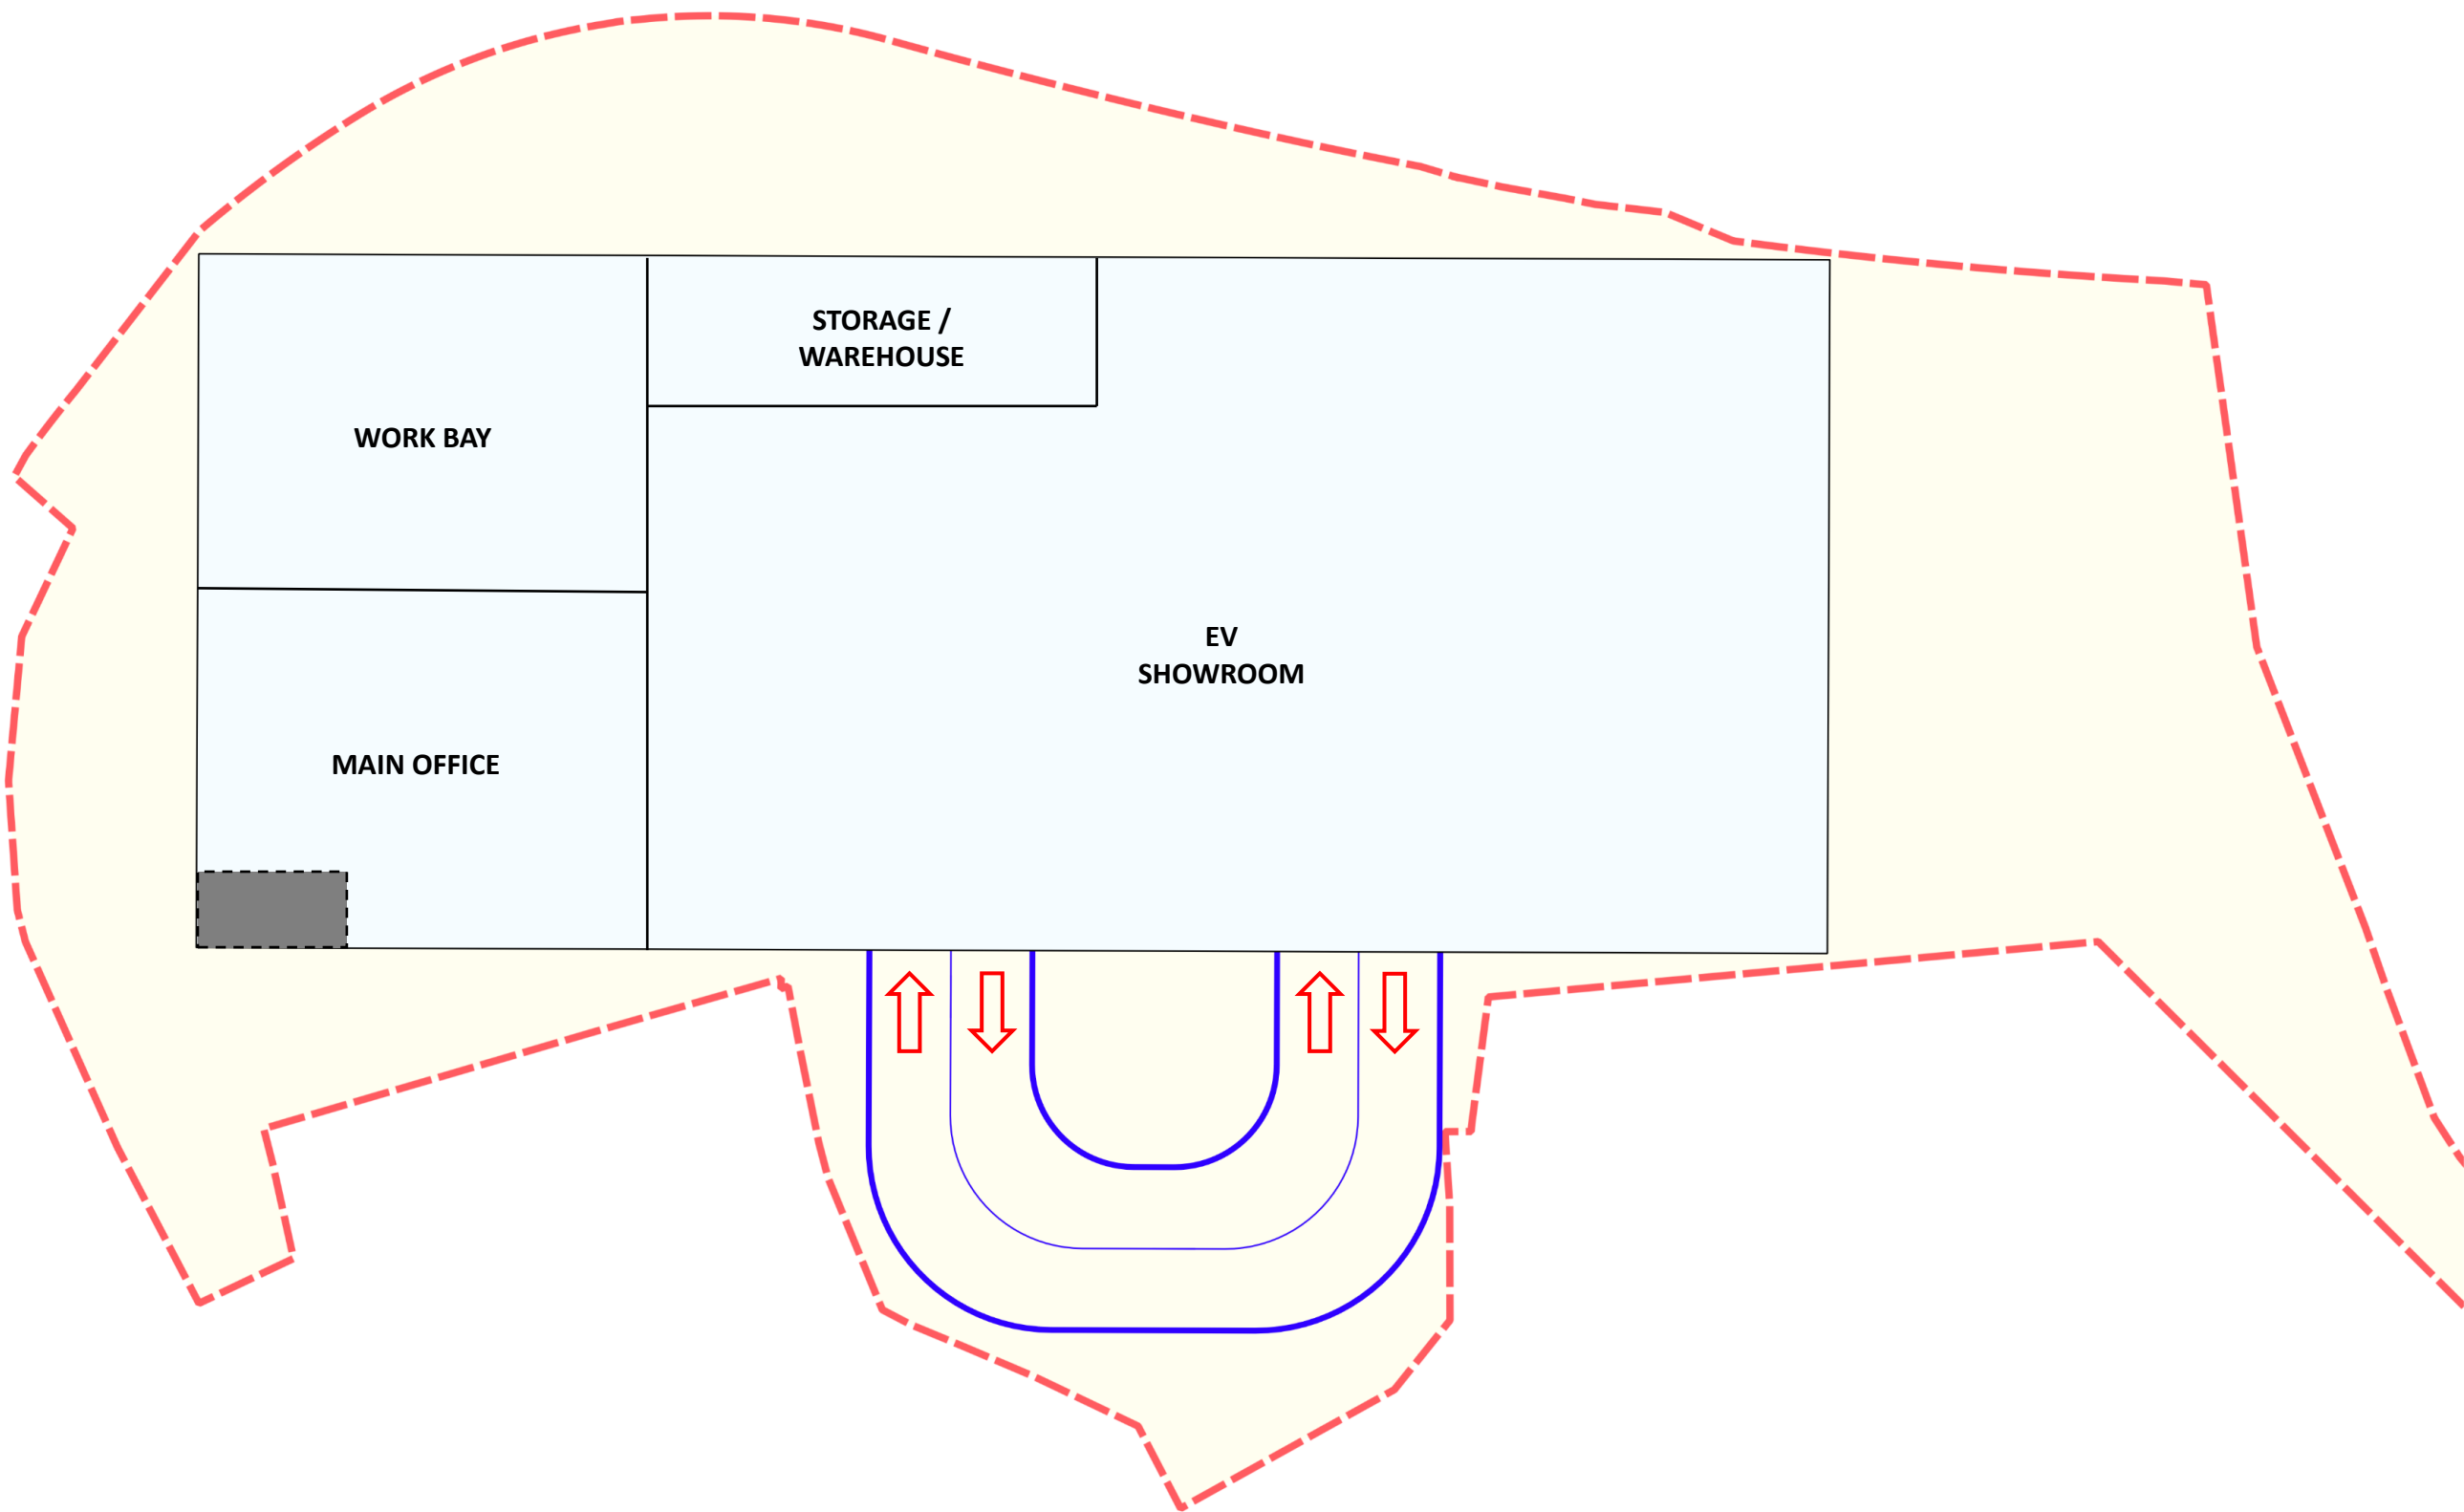 STORAGE /
WAREHOUSE
WORK BAY
EV
SHOWROOM
MAIN OFFICE